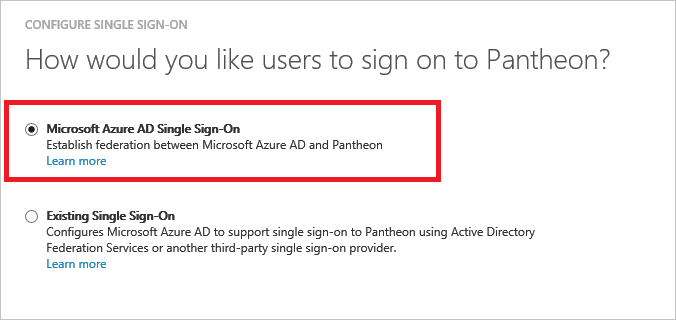 CONFIGURE SINGLE SIGN-ON
How would you like users to sign on to Pantheon?
Microsoft Azure AD Single Sign-On
Establish federation between Microsoft Azure AD and Pantheon
Learn more
Existing Single Sign-On
Configures Microsoft Azure AD to support single sign-on to Pantheon using Active Directory
Federation Services or another third-party single sign-on provider.
Learn more